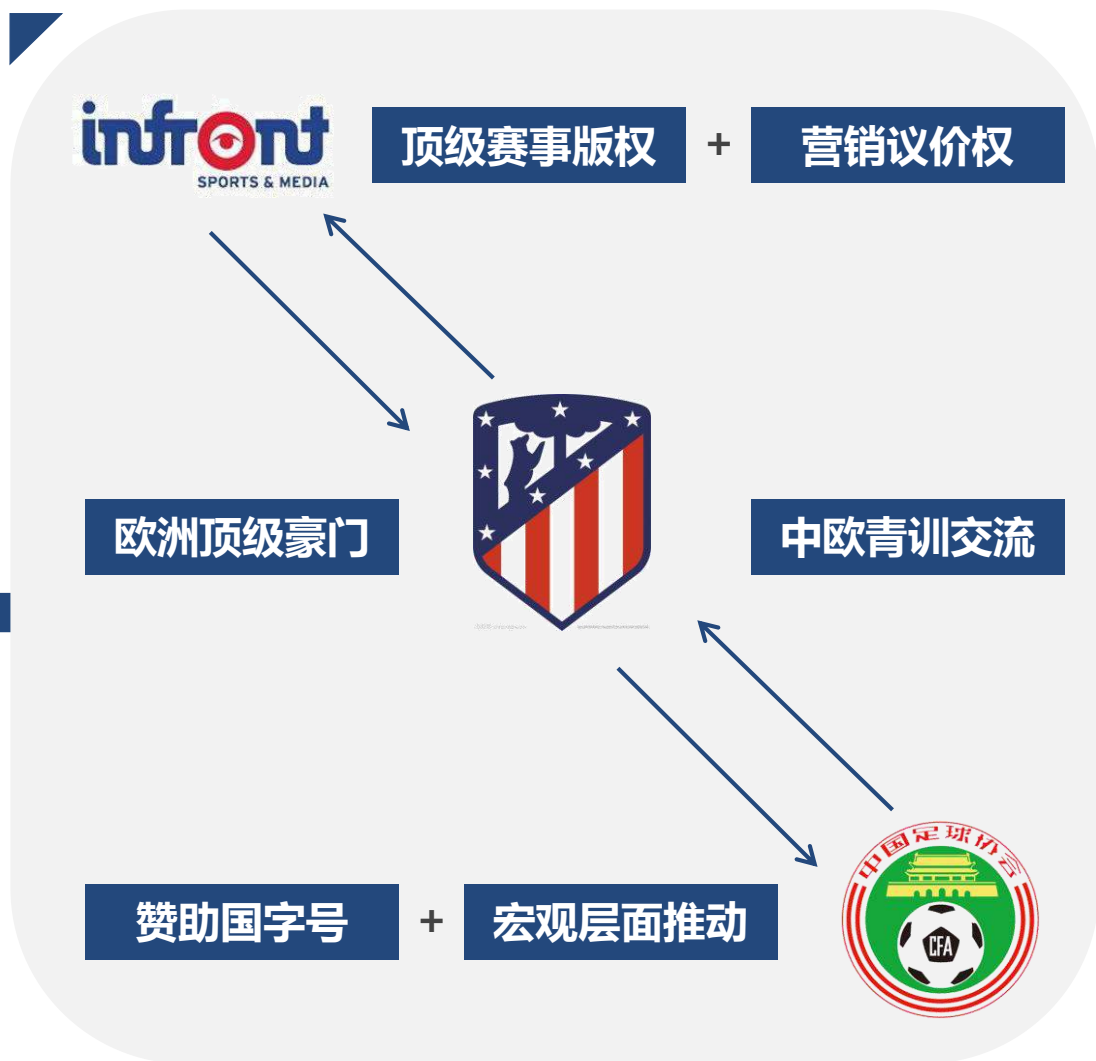 infront
SPORTS & MEDIA
顶级赛事版权 + 营销议价权
欧洲顶级豪门
中欧青训交流
中国足球协会
赞助国字号 + 宏观层面推动
CFA